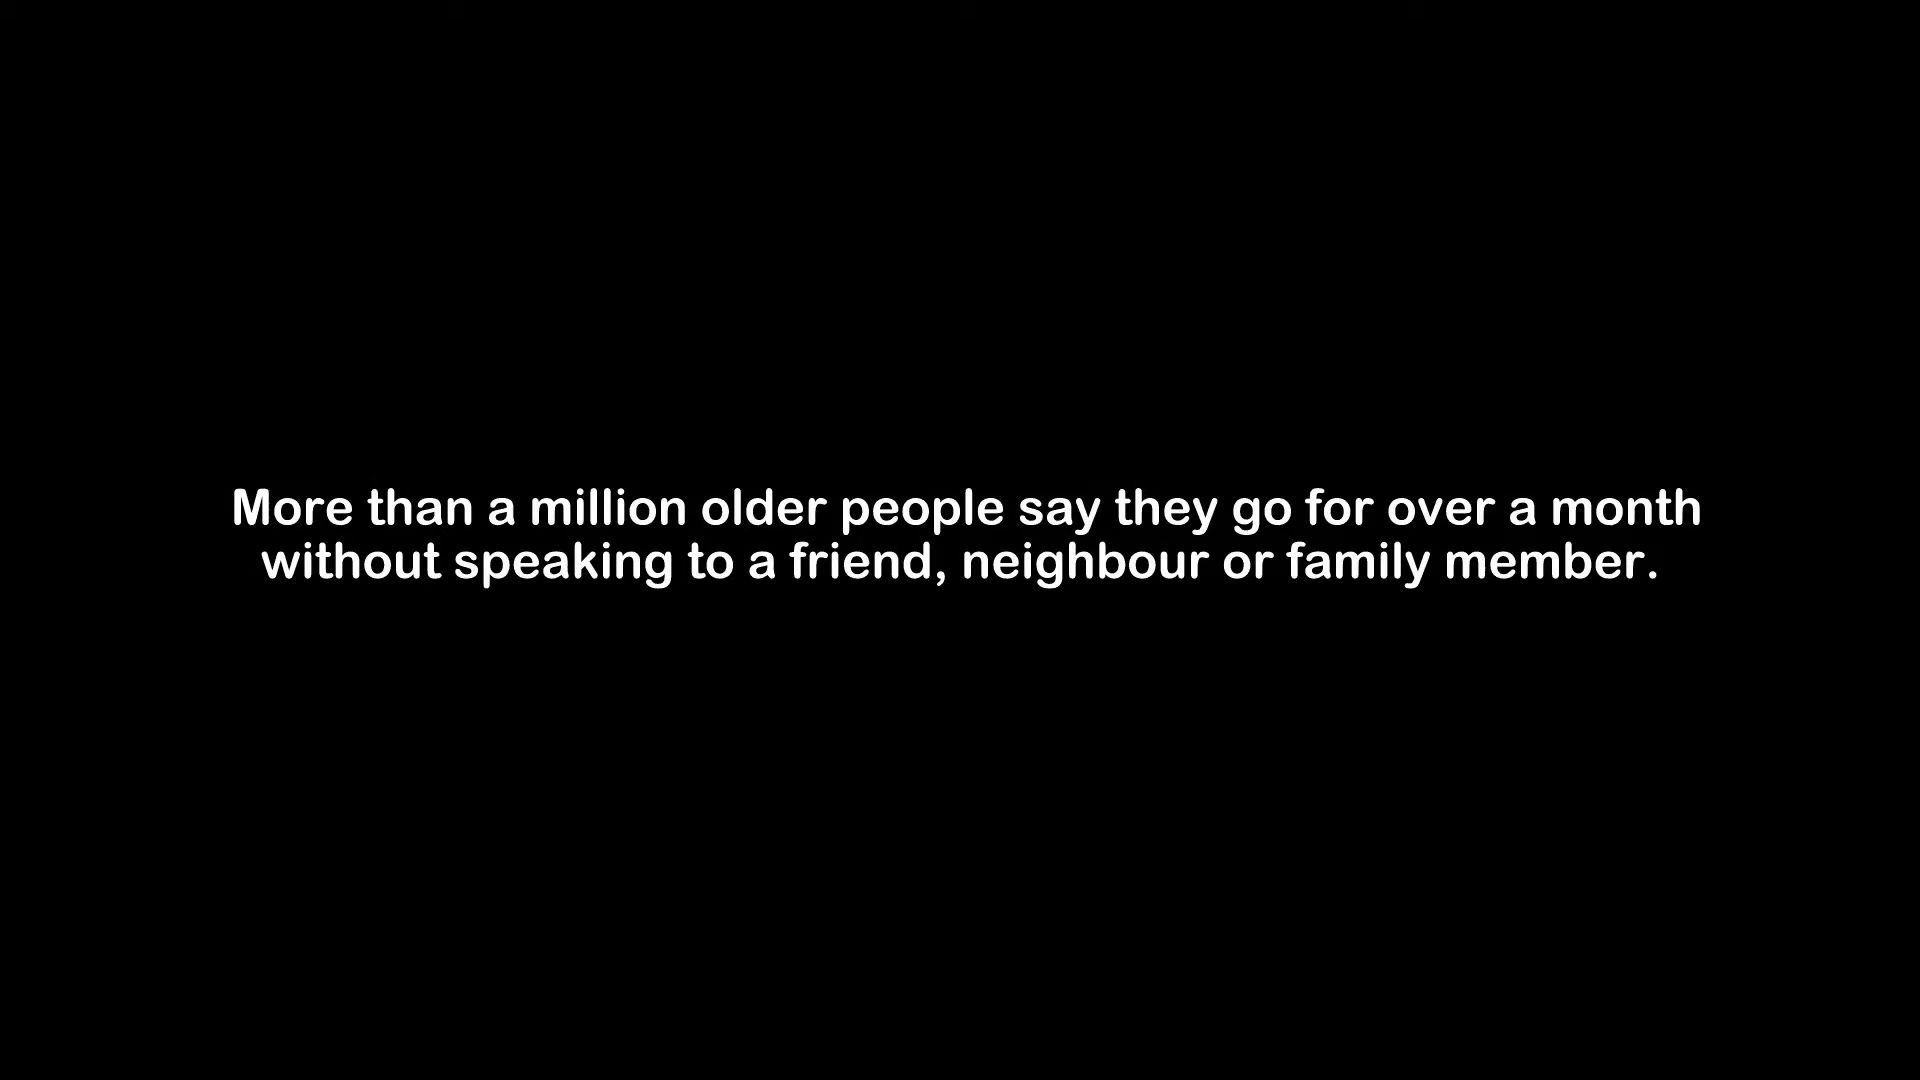 More than a million older people say they go for over a month
without speaking to a friend, neighbour or family member.